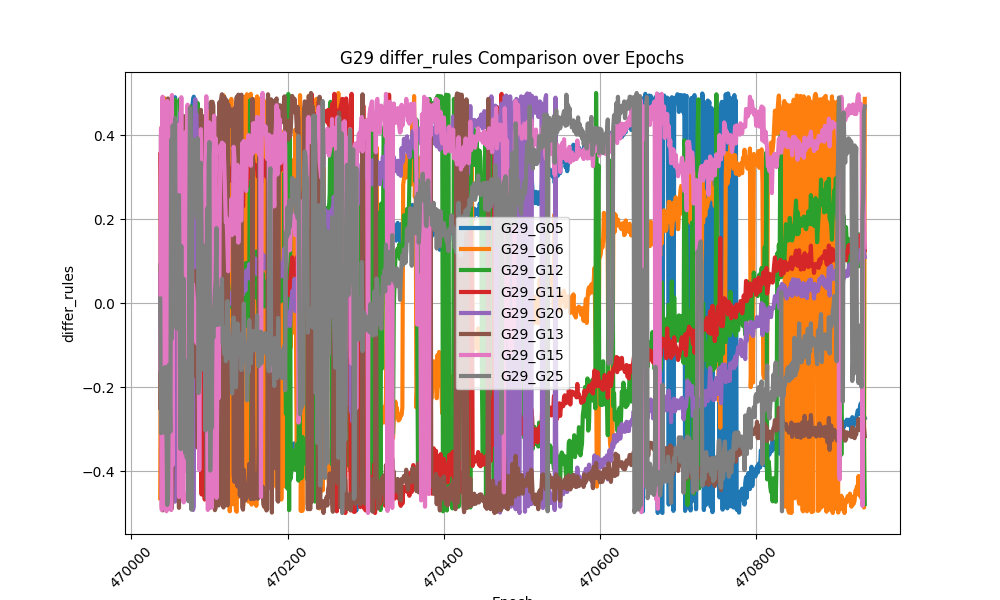 G29 differ_rules Comparison over Epochs
differ_rules
0.4
0.2
0.0
−0.2
−0.4
G29_G05
G29_G06
G29_G12
G29_G11
G29_G20
G29_G13
G29_G15
G29_G25
470000
470200
470400
470600
470800
Epoch